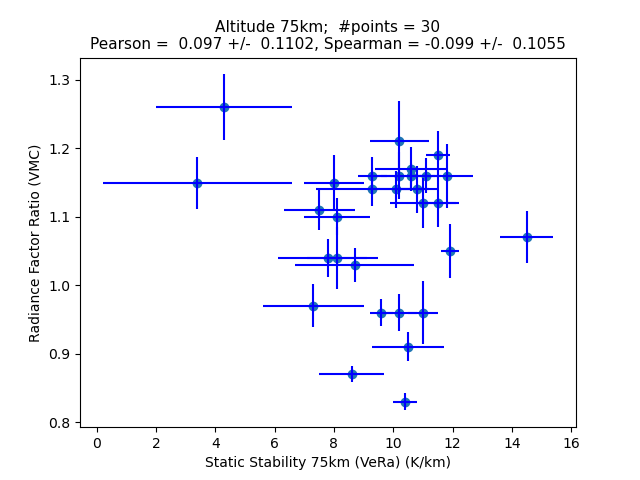 Altitude 75km;  #points = 30
Pearson =  0.097 +/-  0.1102, Spearman = -0.099 +/-  0.1055
1.3
1.2
1.1
1.0
0.9
0.8
Radiance Factor Ratio (VMC)
0 2 4 6 8 10 12 14 16
Static Stability 75km (VeRa) (K/km)